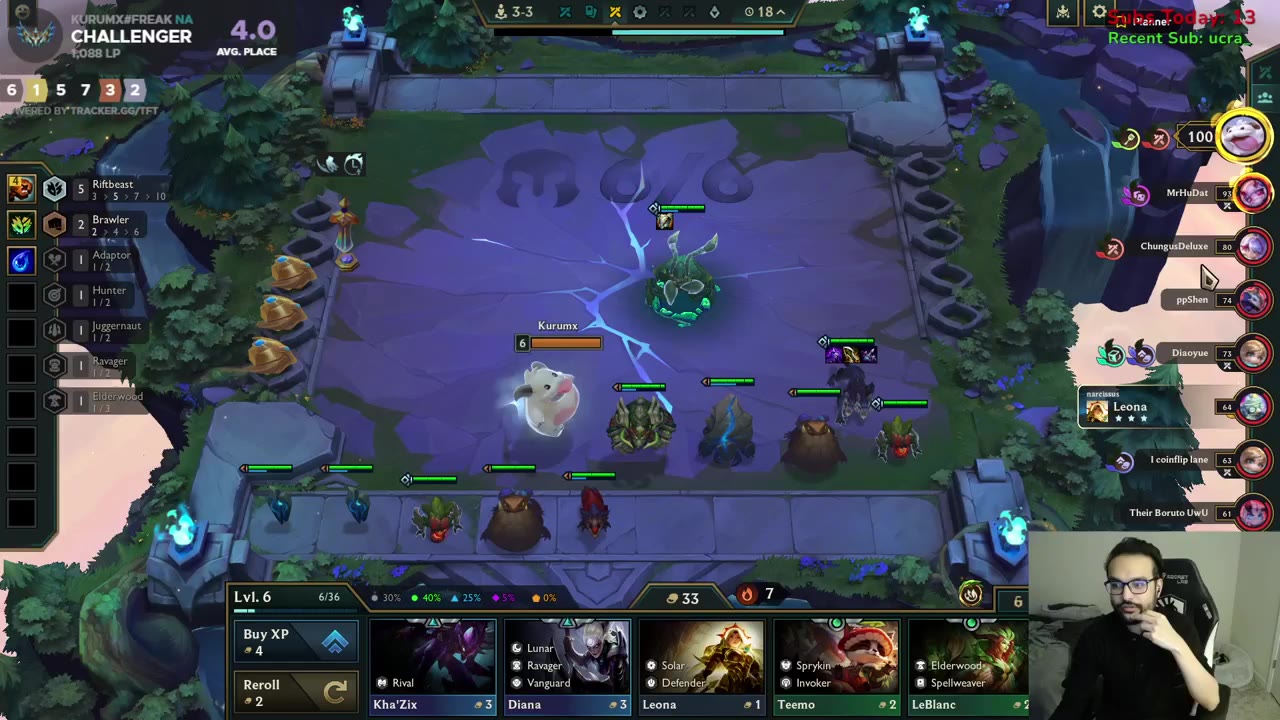 KURUMX#FREAK NA
CHALLENGER
1,088 LP
4.0
AVG. PLACE
6 1 5 7 3 2
WERED BY TRACKER.GG/TFT
3-3
18
Planner
Subs Today: 13
Recent Sub: ucra
6/6
5 Riftbeast
3 > 5 > 7 > 10
2 Brawler
2 > 4 > 6
1 Adaptor
1 / 2
1 Hunter
1 / 2
1 Juggernaut
1 / 2
1 Ravager
1 / 2
1 Elderwood
1 / 3
100
MrHuDat 93
ChungusDeluxe 80
ppShen 74
Diaoyue 73
narcissus
Leona 64
I coinflip lane 63
Their Boruto UwU 61
Kurumx
6
Lvl. 6 6/36
30% 40% 25% 5% 0%
33
7
6
Buy XP
4
Reroll
2
Rival
Kha'Zix 3
Lunar
Ravager
Vanguard
Diana 3
Solar
Defender
Leona 1
Sprykin
Invoker
Teemo 2
Elderwood
Spellweaver
LeBlanc 2